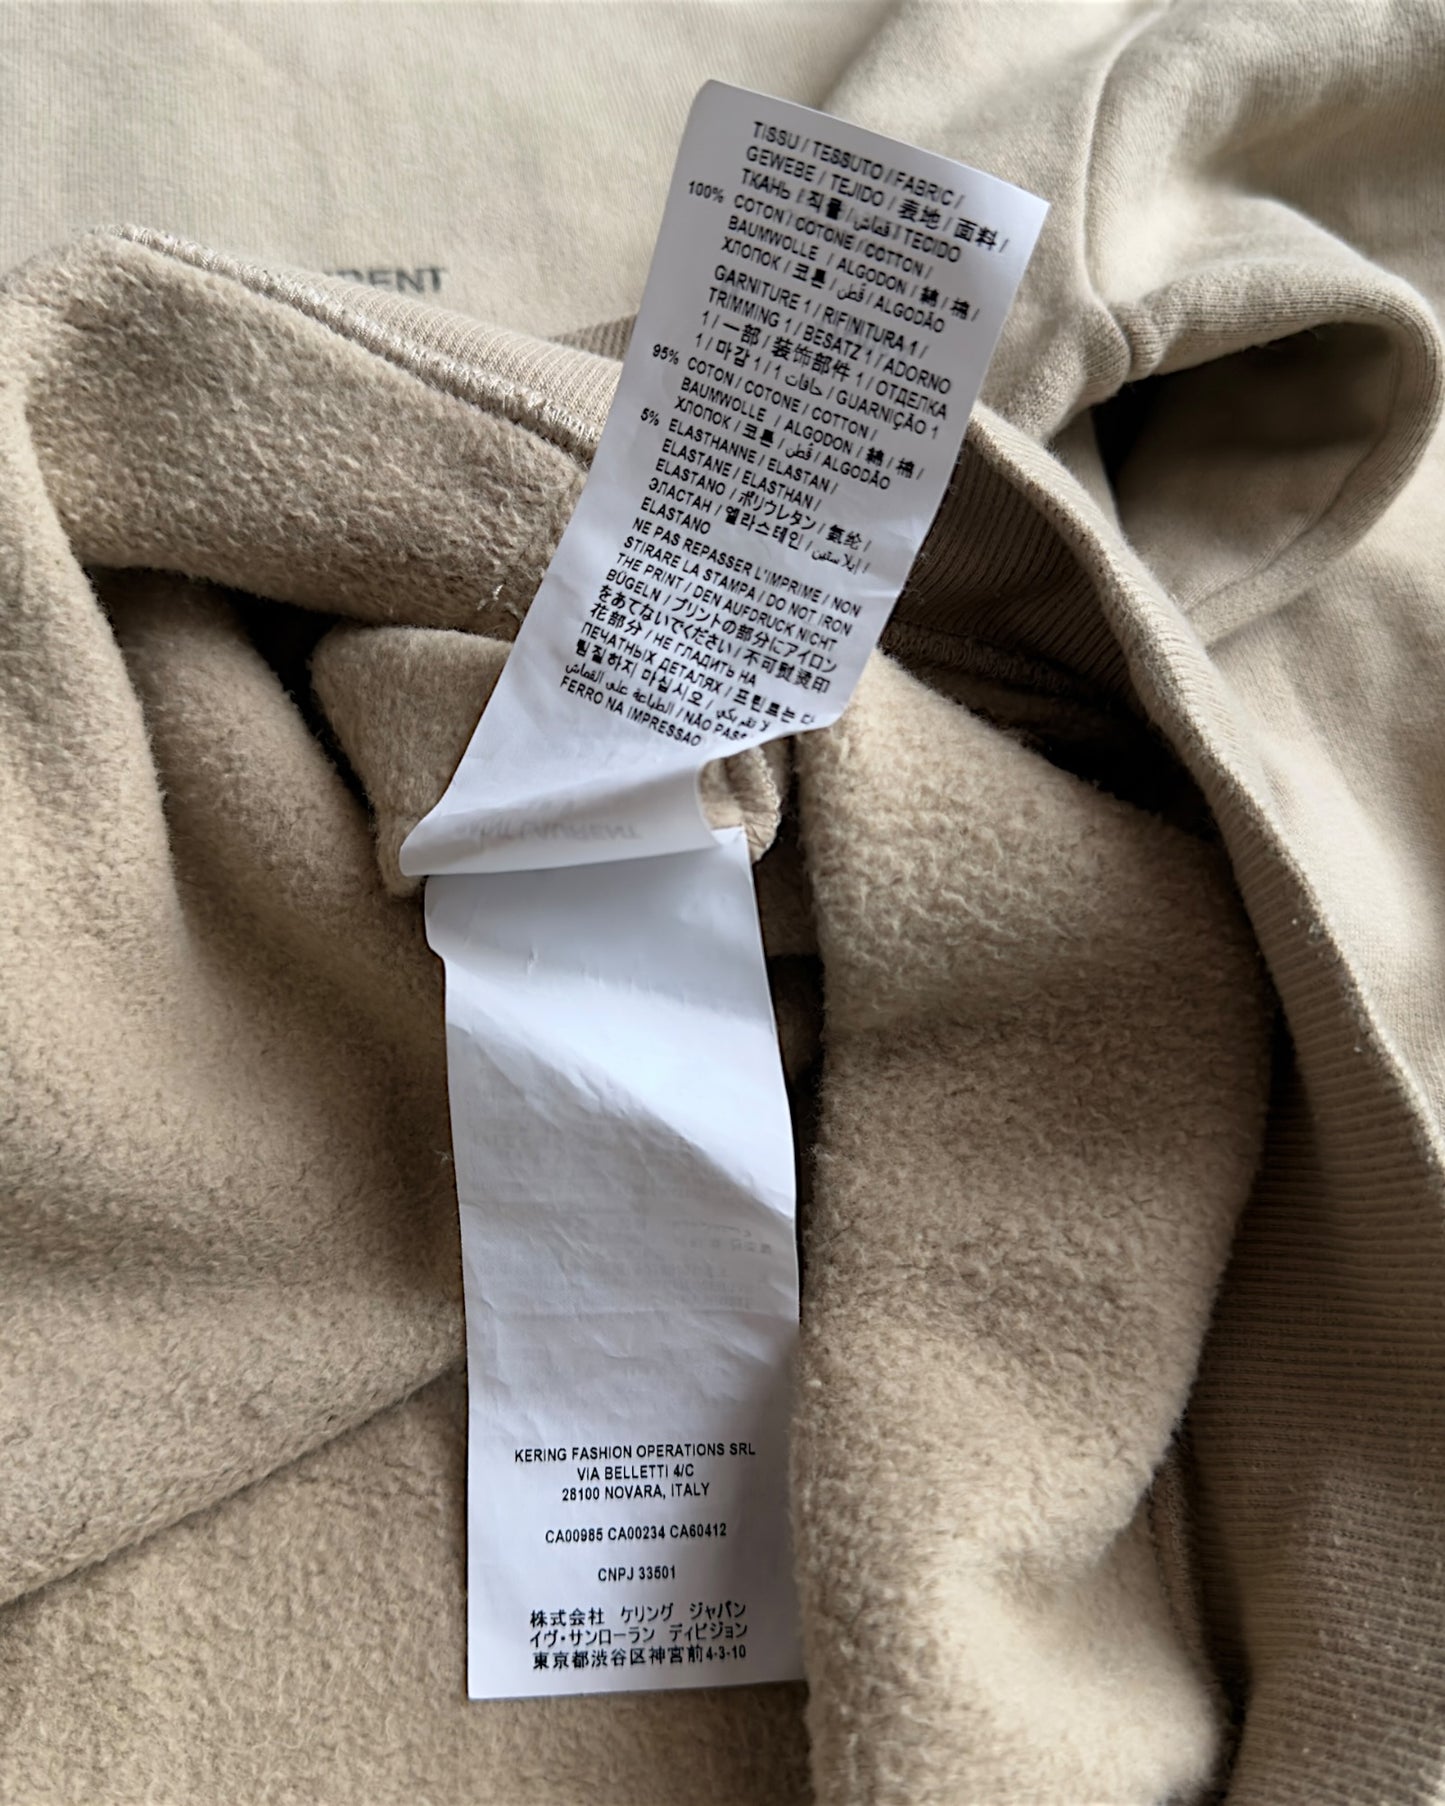 TISSU / TESSUTO / FABRIC /
GEWEBE / TEJIDO / 表地 / 面料 /
ТКАНЬ / 직물 / قماش / TECIDO
100% COTON / COTONE / COTTON /
BAUMWOLLE / ALGODON / 綿 / 棉 /
ХЛОПОК / 코튼 / قطن / ALGODÃO
GARNITURE 1 / RIFINITURA 1 /
TRIMMING 1 / BESATZ 1 / ADORNO
1 / 一部 / 装饰部件 1 / ОТДЕЛКА
1 / 마감 1 / 1 حافات / GUARNIÇÃO 1
95% COTON / COTONE / COTTON /
BAUMWOLLE / ALGODON / 綿 / 棉 /
ХЛОПОК / 코튼 / قطن / ALGODÃO
5% ELASTHANNE / ELASTAN /
ELASTANE / ELASTHAN /
ELASTANO / ポリウレタン / 氨纶 /
ЭЛАСТАН / 엘라스테인 / إيلاستين /
ELASTANO
NE PAS REPASSER L'IMPRIME / NON
STIRARE LA STAMPA / DO NOT IRON
THE PRINT / DEN AUFDRUCK NICHT
BÜGELN / プリントの部分にアイロン
をあてないでください / 不可熨烫印
花部分 / НЕ ГЛАДИТЬ НА
ПЕЧАТНЫХ ДЕТАЛЯХ / 프린트는 다
림질하지 마십시오 / لا تقم بكي
الطباعة على القماش / NÃO PASS
FERRO NA IMPRESSÃO
KERING FASHION OPERATIONS SRL
VIA BELLETTI 4/C
28100 NOVARA, ITALY
CA00985 CA00234 CA60412
CNPJ 33501
株式会社 ケリング ジャパン
イヴ・サンローラン ディビジョン
東京都渋谷区神宮前4-3-10